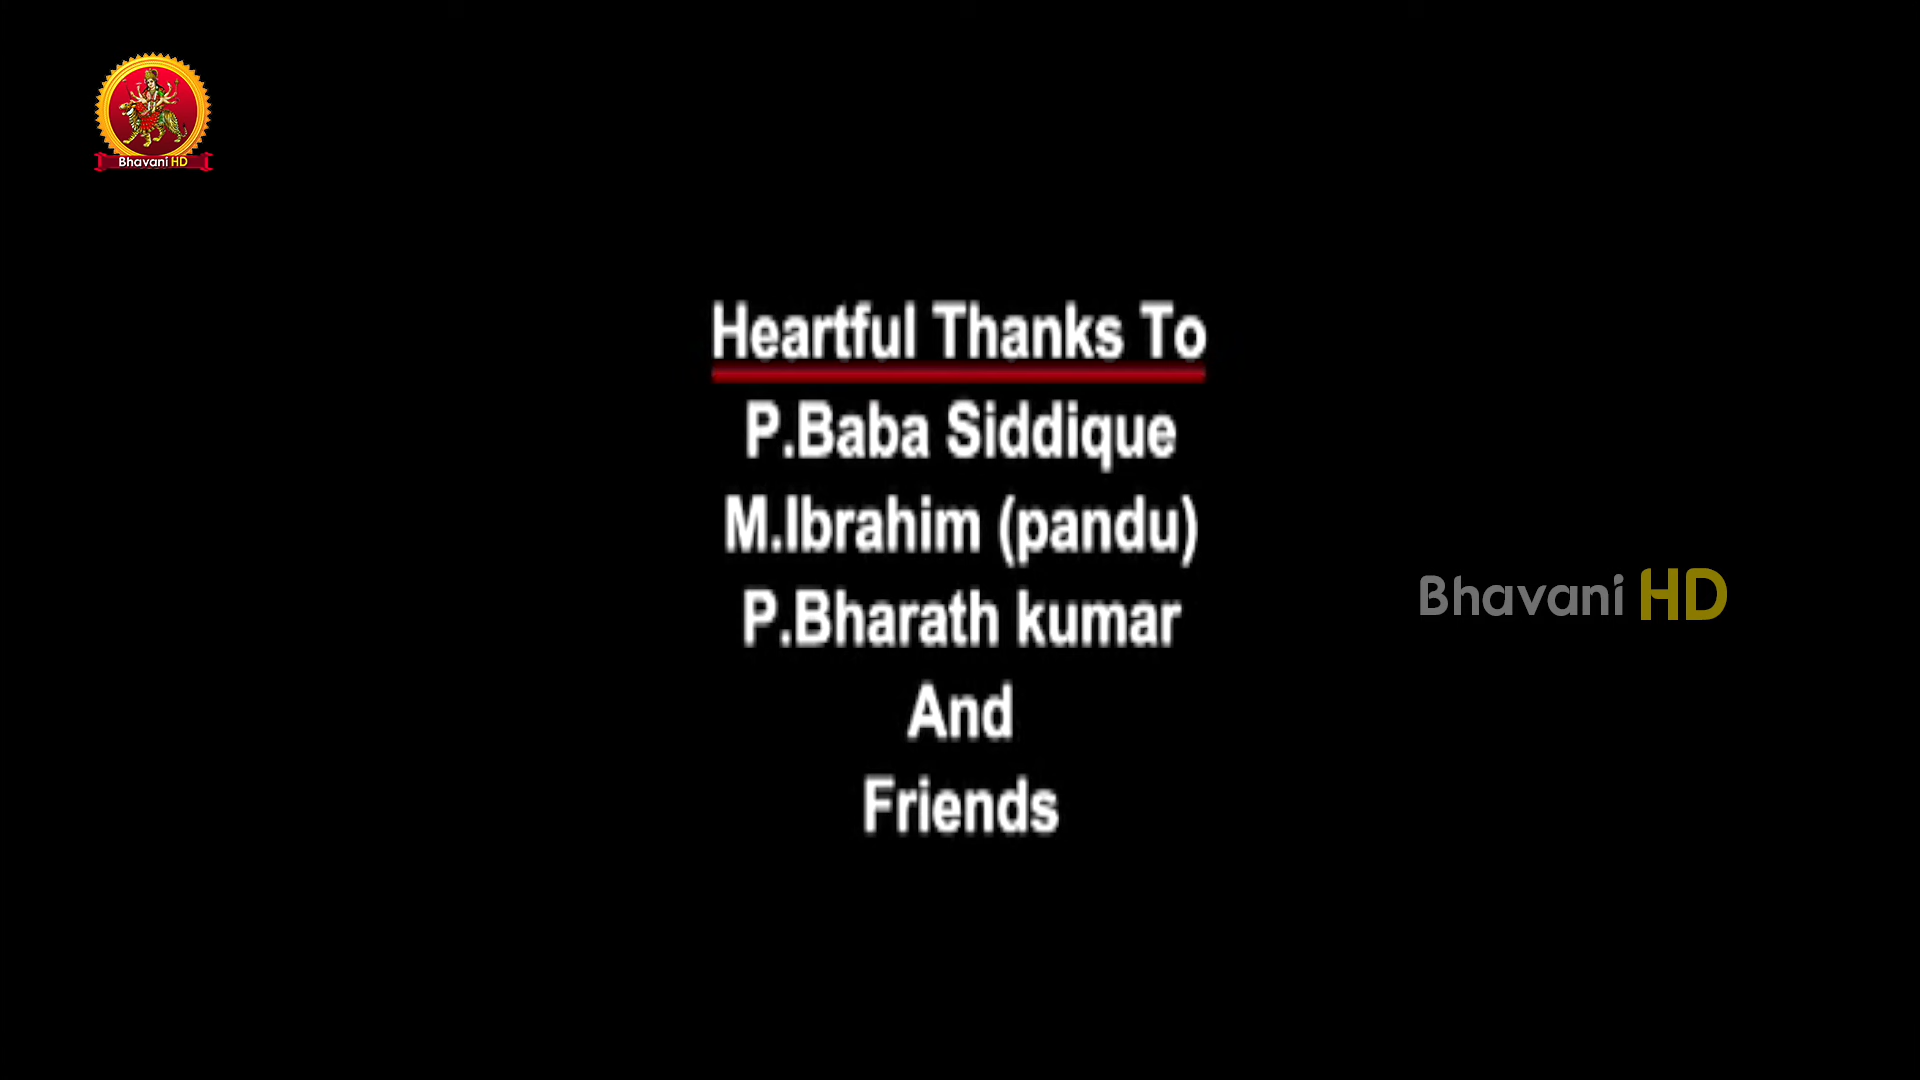 Bhavani HD
Heartful Thanks To
P.Baba Siddique
M.Ibrahim (pandu)
P.Bharath kumar
And
Friends
Bhavani HD